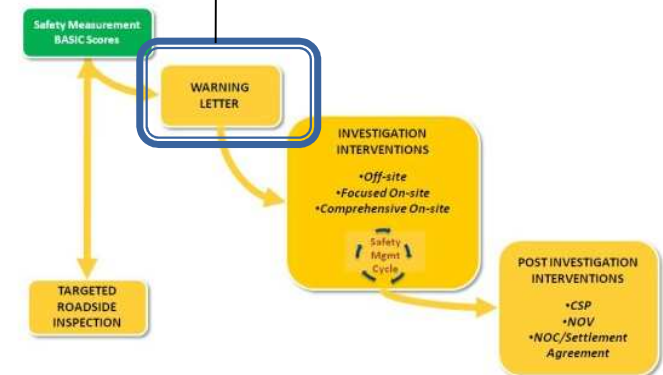 Safety Measurement
BASIC Scores
WARNING
LETTER
INVESTIGATION
INTERVENTIONS
•Off-site
•Focused On-site
•Comprehensive On-site
Safety
Mgmt
Cycle
TARGETED
ROADSIDE
INSPECTION
POST INVESTIGATION
INTERVENTIONS
•CSP
•NOV
•NOC/Settlement
Agreement